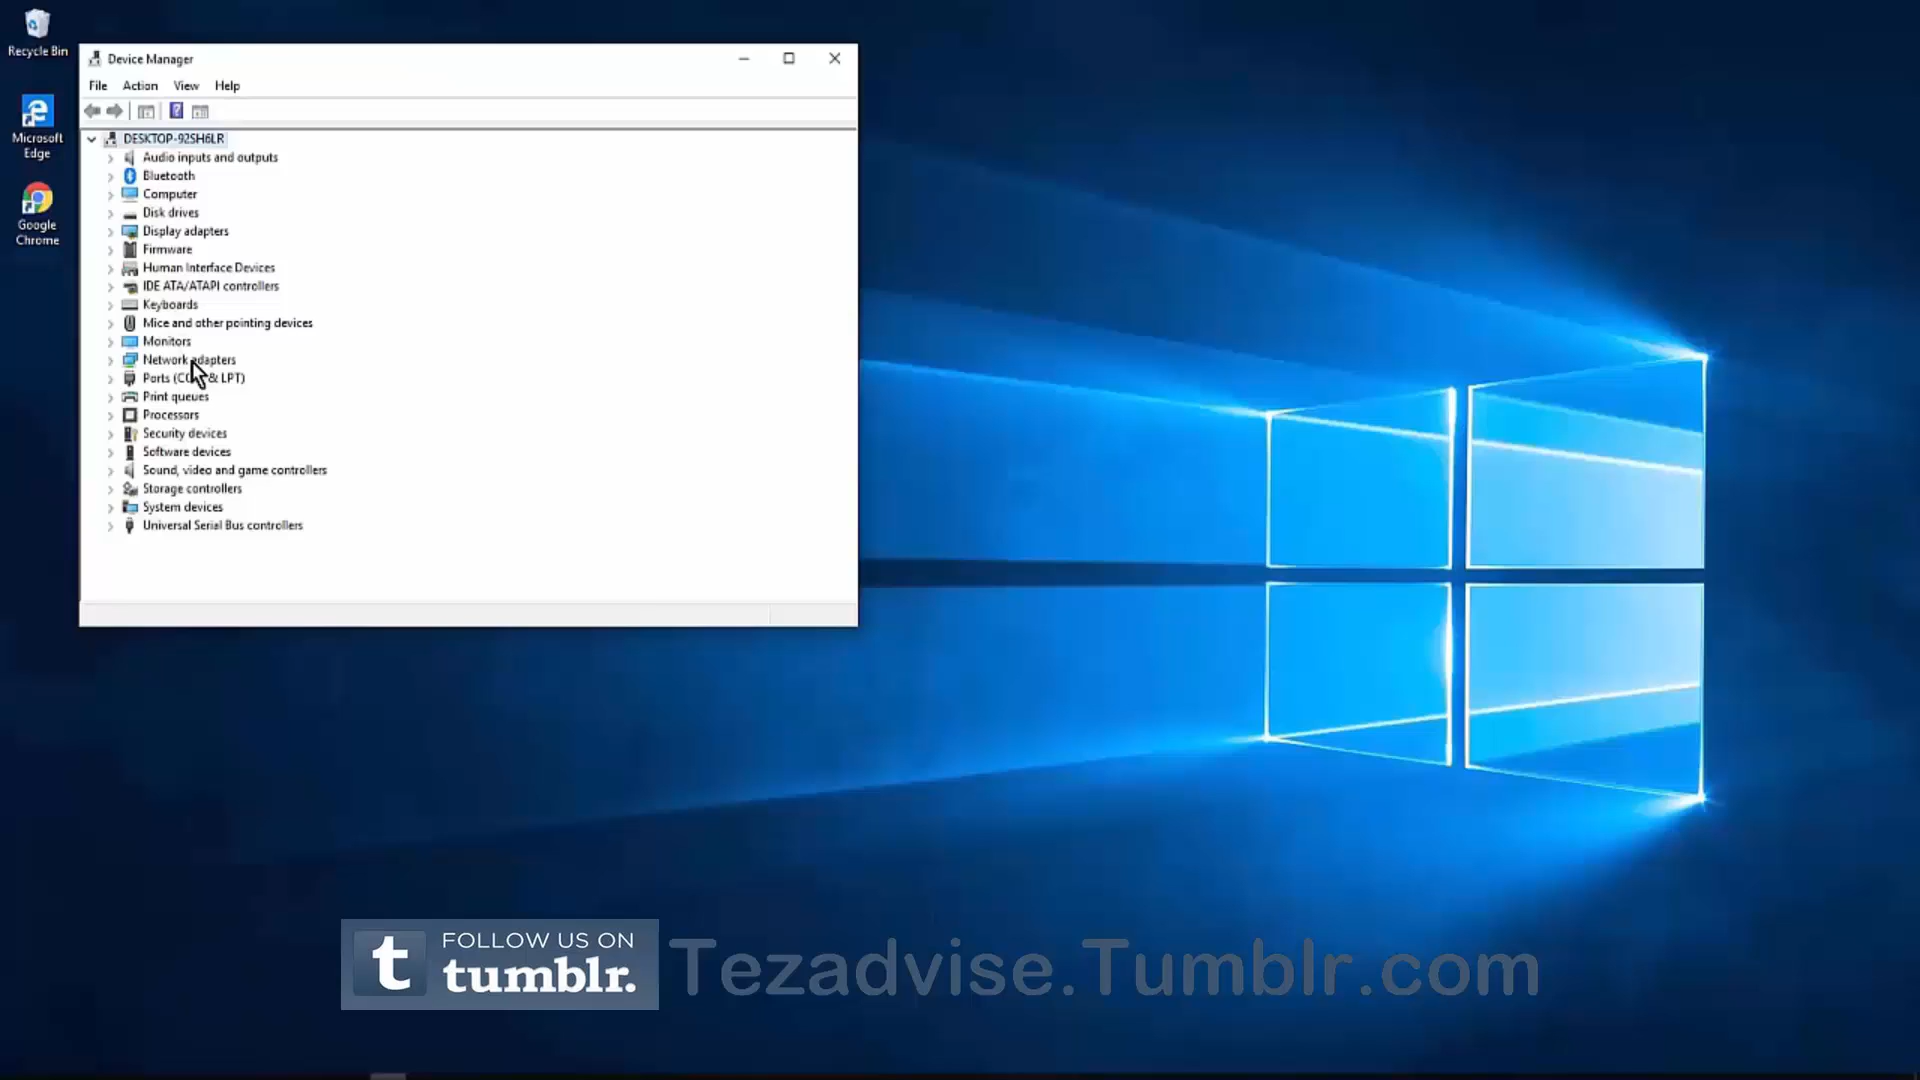 Recycle Bin
Microsoft
Edge
Google
Chrome
Device Manager
File Action View Help
DESKTOP-92SH6LR
Audio inputs and outputs
Bluetooth
Computer
Disk drives
Display adapters
Firmware
Human Interface Devices
IDE ATA/ATAPI controllers
Keyboards
Mice and other pointing devices
Monitors
Network adapters
Ports (COM & LPT)
Print queues
Processors
Security devices
Software devices
Sound, video and game controllers
Storage controllers
System devices
Universal Serial Bus controllers
FOLLOW US ON
tumblr.
Tezadvise.Tumblr.com